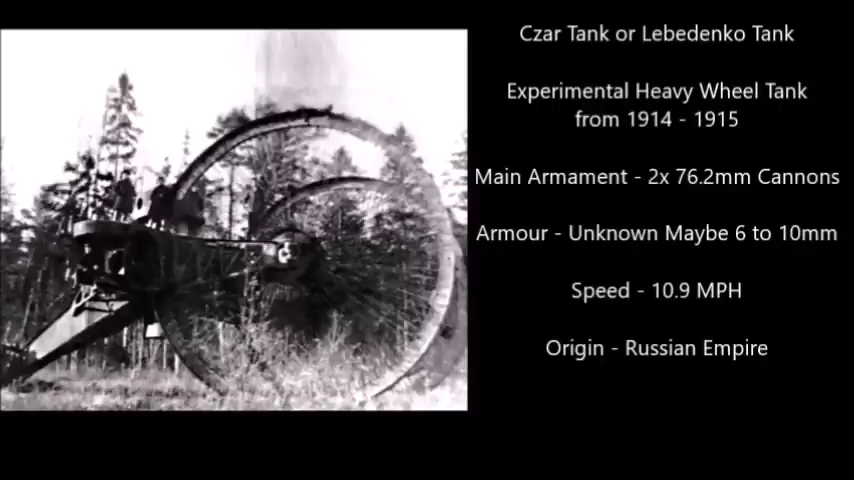 Czar Tank or Lebedenko Tank
Experimental Heavy Wheel Tank
from 1914 - 1915
Main Armament - 2x 76.2mm Cannons
Armour - Unknown Maybe 6 to 10mm
Speed - 10.9 MPH
Origin - Russian Empire